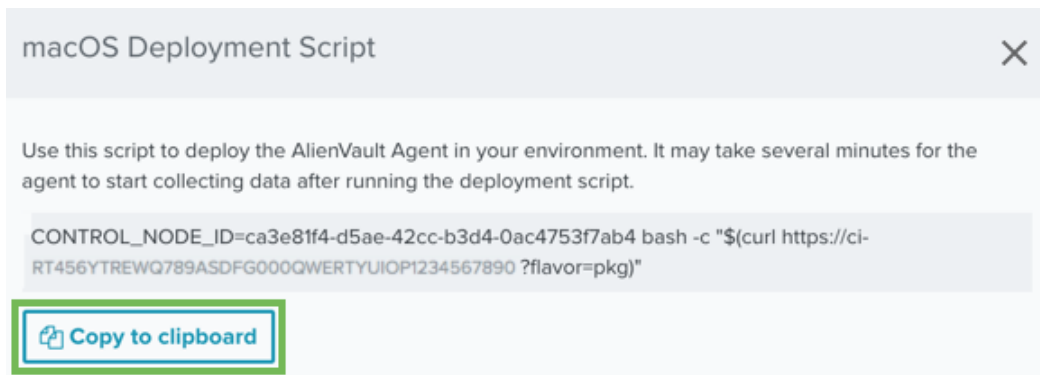 macOS Deployment Script
Use this script to deploy the AlienVault Agent in your environment. It may take several minutes for the
agent to start collecting data after running the deployment script.
CONTROL_NODE_ID=ca3e81f4-d5ae-42cc-b3d4-0ac4753f7ab4 bash -c "$(curl https://ci-
RT456YTREWQ789ASDFG000QWERTYUIOP1234567890 ?flavor=pkg)"
Copy to clipboard